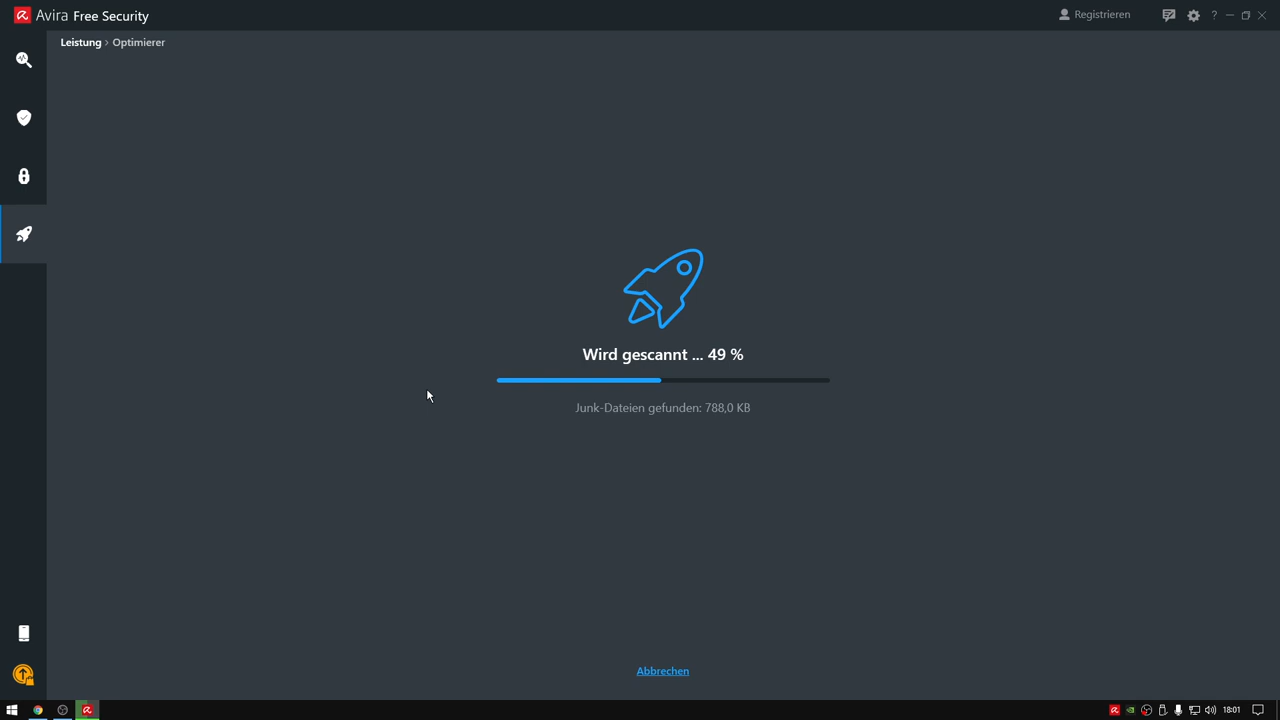 Avira Free Security
Registrieren
?
Leistung › Optimierer
Wird gescannt ... 49 %
Junk-Dateien gefunden: 788,0 KB
Abbrechen
18:01